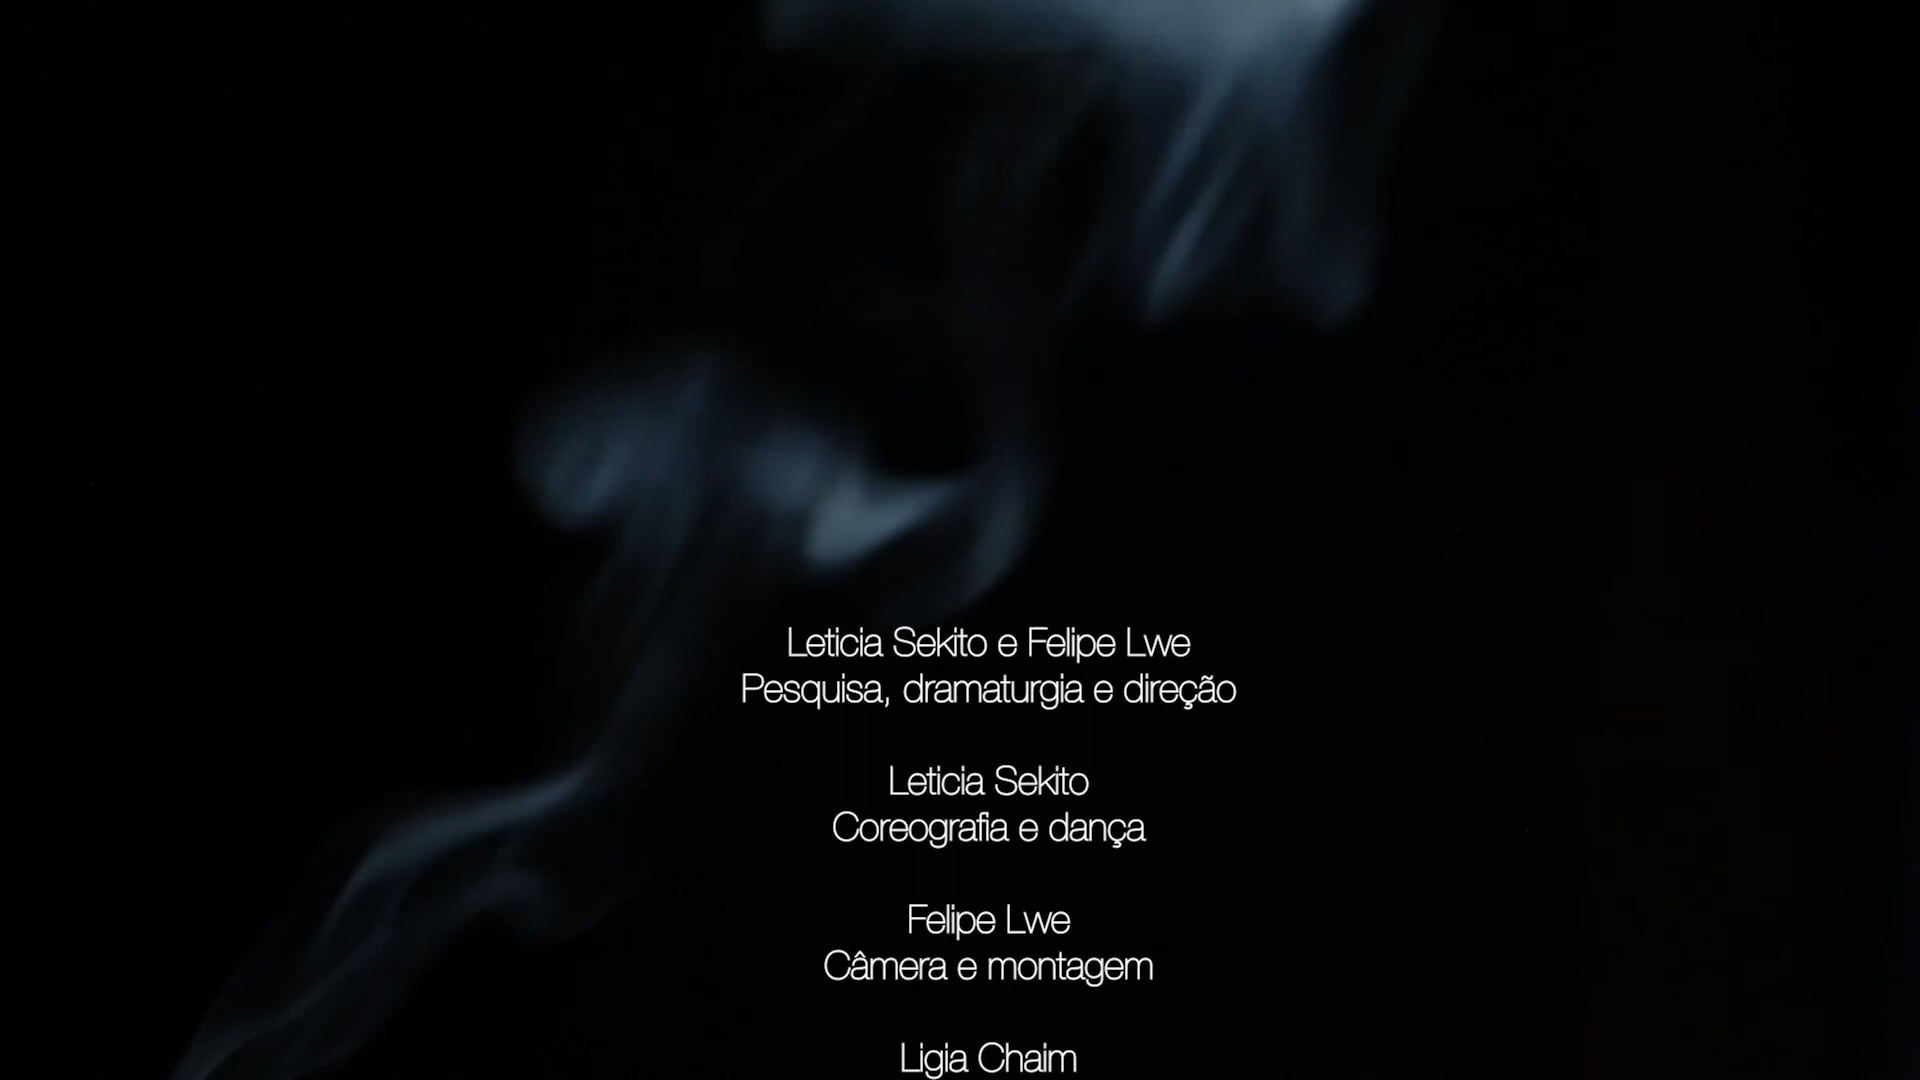 Leticia Sekito e Felipe Lwe
Pesquisa, dramaturgia e direção
Leticia Sekito
Coreografia e dança
Felipe Lwe
Câmera e montagem
Ligia Chaim